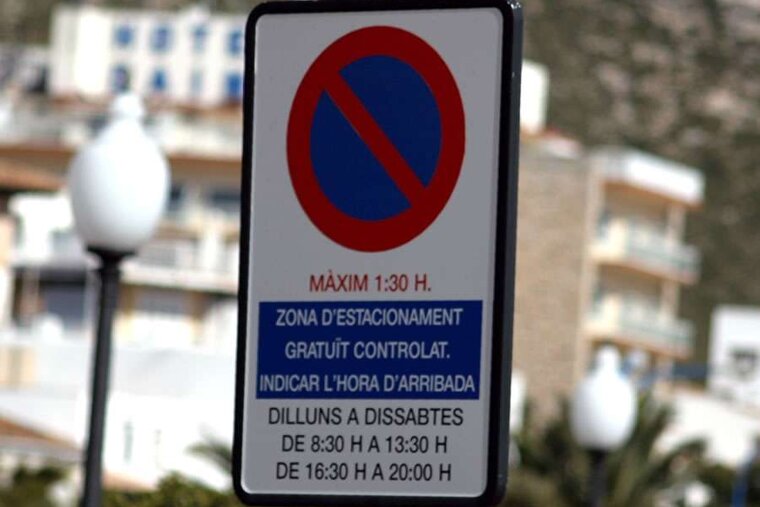 MÀXIM 1:30 H.
ZONA D'ESTACIONAMENT
GRATUÏT CONTROLAT.
INDICAR L'HORA D'ARRIBADA
DILLUNS A DISSABTES
DE 8:30 H A 13:30 H
DE 16:30 H A 20:00 H